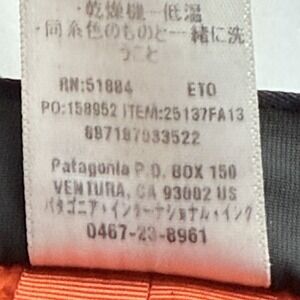 ・乾燥機―低温
・同系色のものと一緒に洗
うこと
RN:51884 ETO
PO:158952 ITEM:25137FA13
887187933522
Patagonia P.O. BOX 150
VENTURA, CA 93002 US
パタゴニア・インターナショナル・インク
0467-23-8961